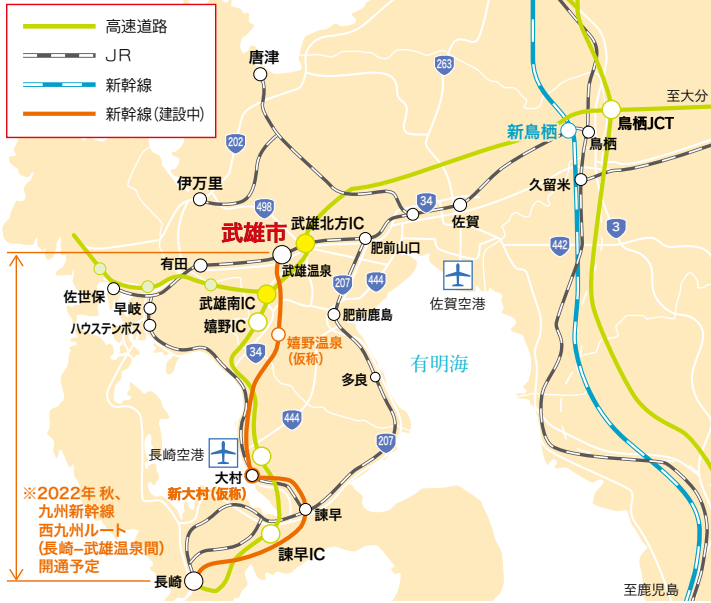 高速道路
JR
新幹線
新幹線(建設中)
唐津
263
至大分
鳥栖JCT
新鳥栖
鳥栖
202
伊万里
久留米
34
498
佐賀
武雄北方IC
武雄市
3
肥前山口
442
有田
武雄温泉
207
444
佐賀空港
佐世保
武雄南IC
早岐
肥前鹿島
ハウステンボス
嬉野IC
嬉野温泉
(仮称)
34
有明海
多良
444
207
長崎空港
大村
新大村(仮称)
※2022年 秋、
九州新幹線
西九州ルート
(長崎–武雄温泉間)
開通予定
諫早
諫早IC
長崎
至鹿児島